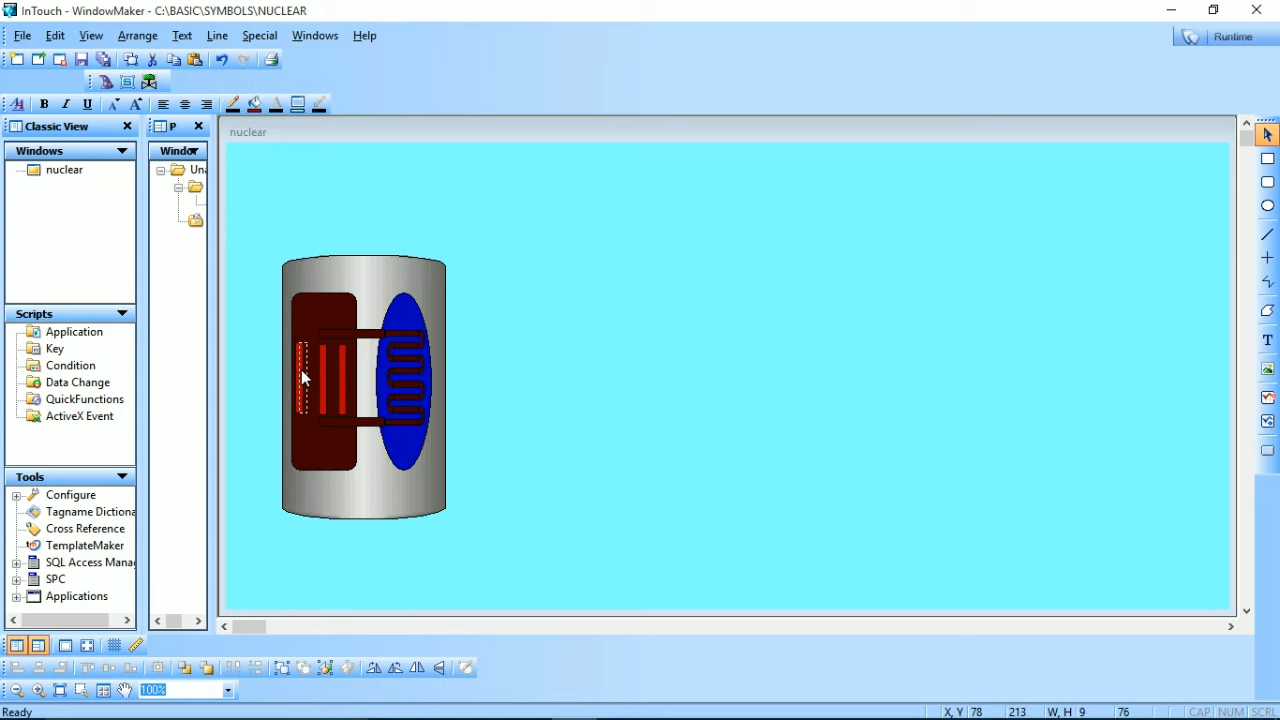 InTouch - WindowMaker - C:\BASIC\SYMBOLS\NUCLEAR
File Edit View Arrange Text Line Special Windows Help
Runtime
B I U A A
Classic View
P
Windows
Window
nuclear
nuclear
Una
Scripts
Application
Key
Condition
Data Change
QuickFunctions
ActiveX Event
Tools
Configure
Tagname Dictiona
Cross Reference
TemplateMaker
SQL Access Mana
SPC
Applications
T
100%
Ready
X, Y 78 213 W, H 9 76 CAP NUM SCRL